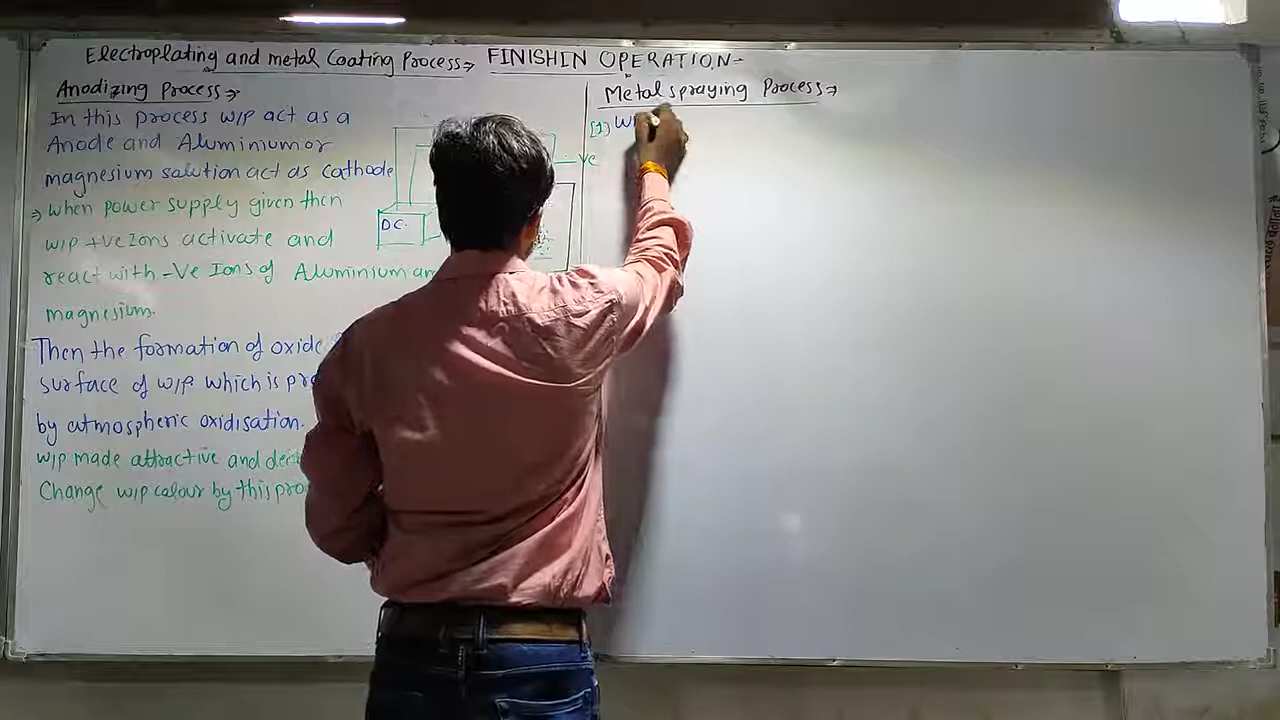 Electroplating and metal Coating Process⇒ FINISHIN OPERATION-
Anodizing Process⇒
In this process w/p act as a
Anode and Aluminium or
magnesium salution act as cathode
⇒ when power supply given then
w/p +ve Ions activate and
react with -Ve Ions of Aluminium an
magnesium.
Then the formation of oxide
surface of w/p which is pro
by atmospheric oxidisation.
w/p made attractive and dec
Change w/p colour by this pro
D.C.
-Ve
Metal spraying Process⇒
[1] W